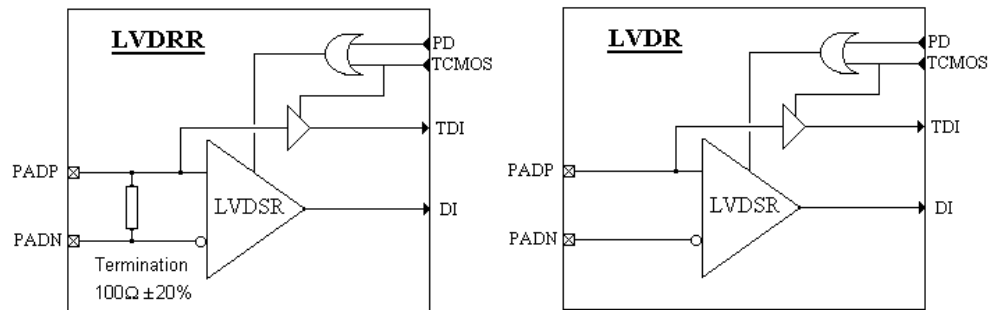 LVDRR
PD
TCMOS
TDI
PADP
LVDSR
DI
PADN
Termination
100Ω ±20%
LVDR
PD
TCMOS
TDI
PADP
LVDSR
DI
PADN